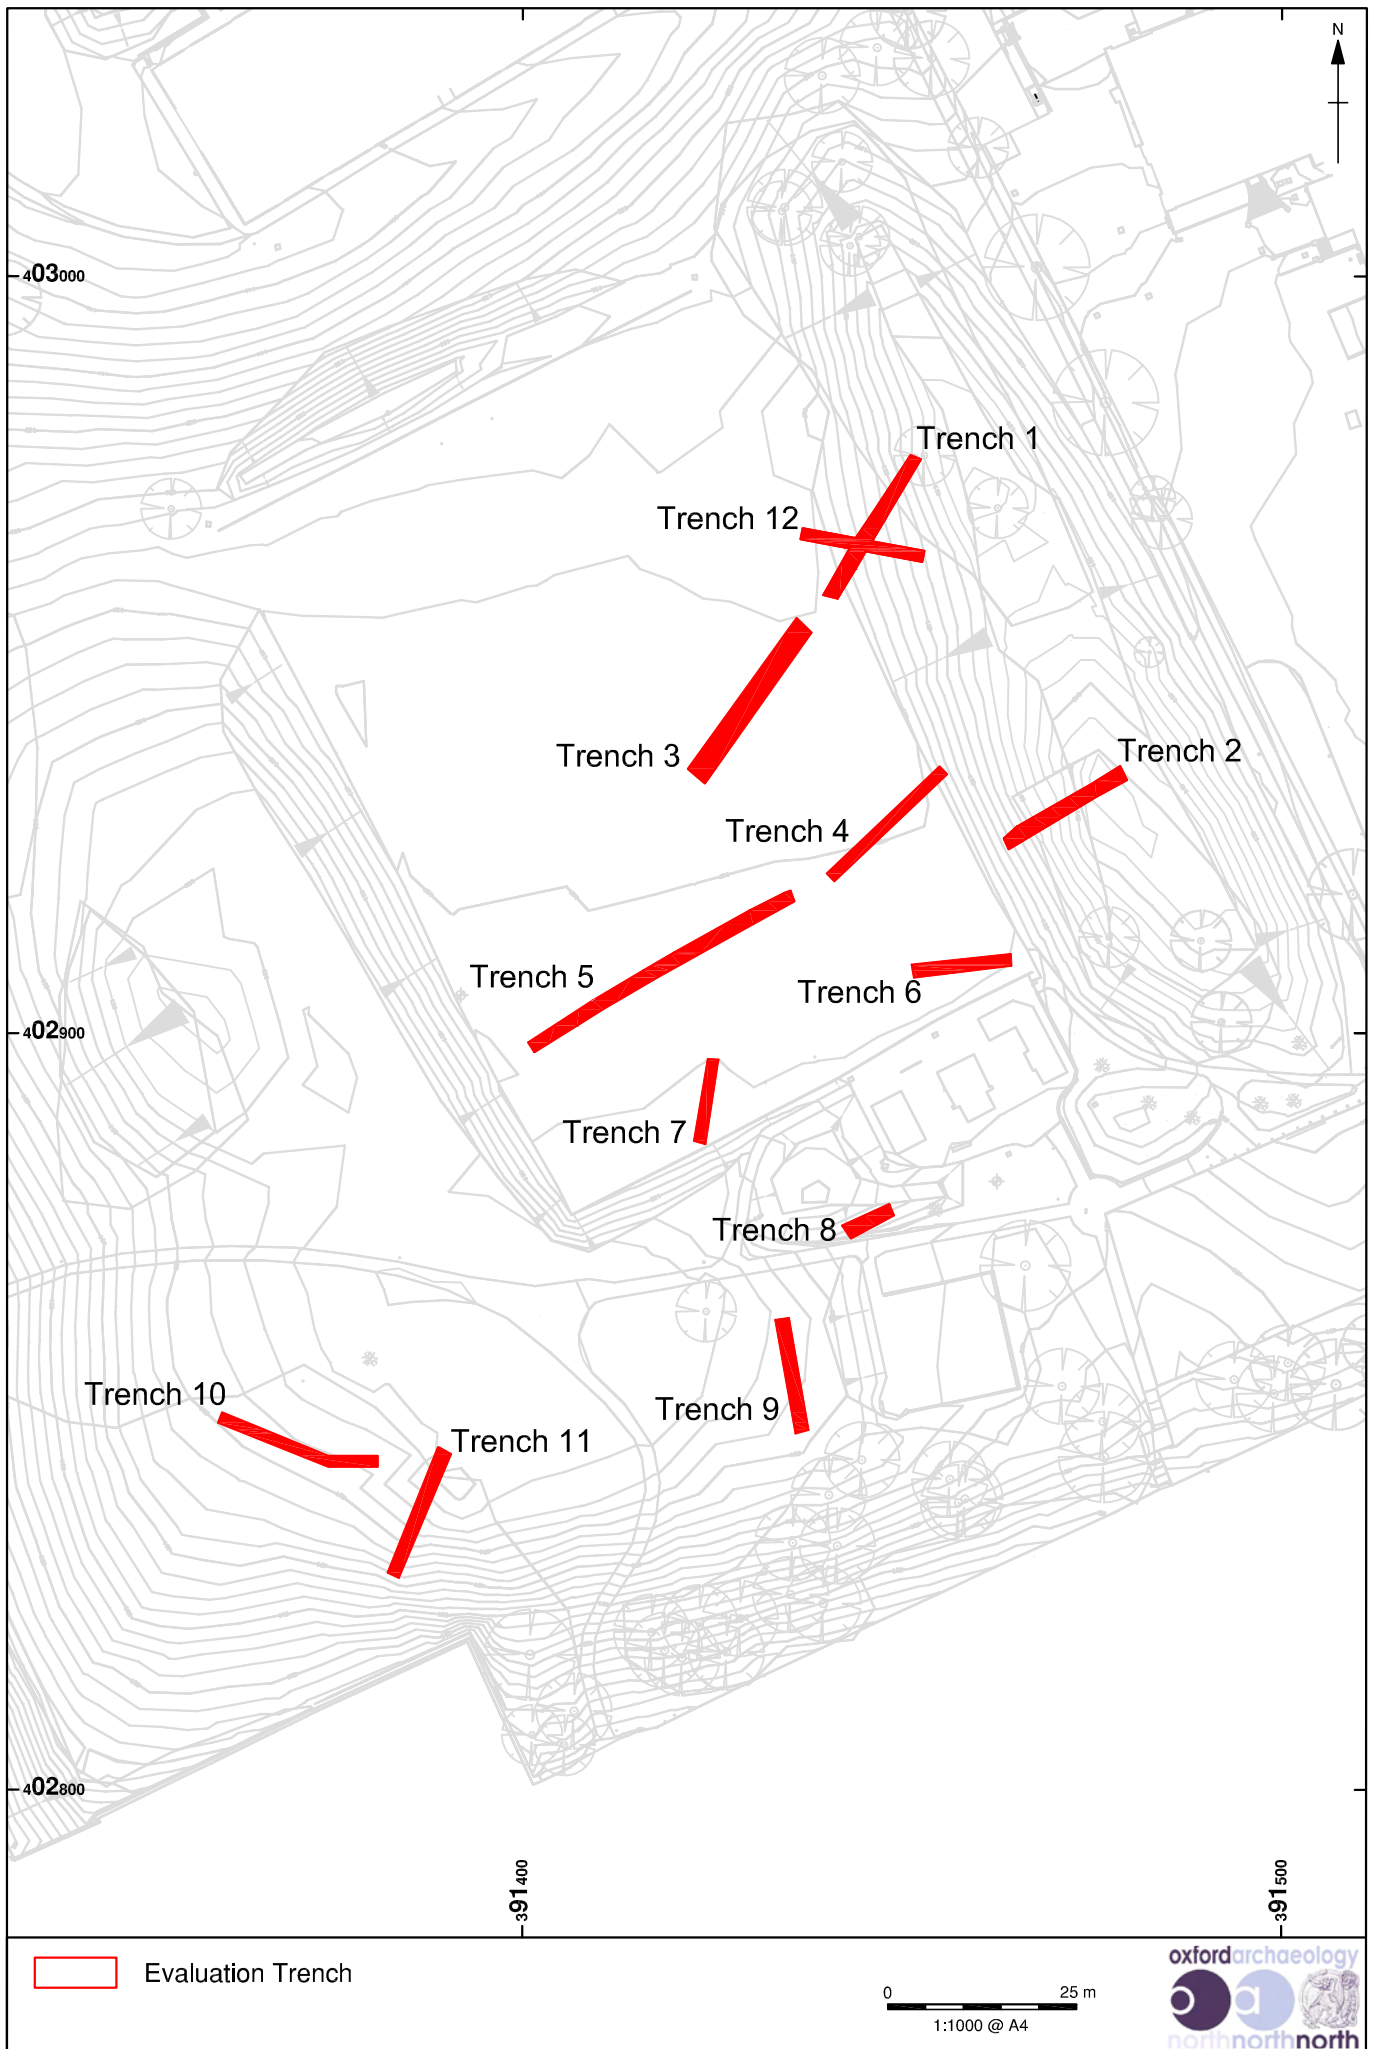 N
403000
Trench 1
Trench 12
Trench 3
Trench 2
Trench 4
Trench 5
Trench 6
402900
Trench 7
Trench 8
Trench 10
Trench 9
Trench 11
402800
391400
391500
Evaluation Trench
0 25 m
1:1000 @ A4
oxfordarchaeology
oa
northnorthnorth